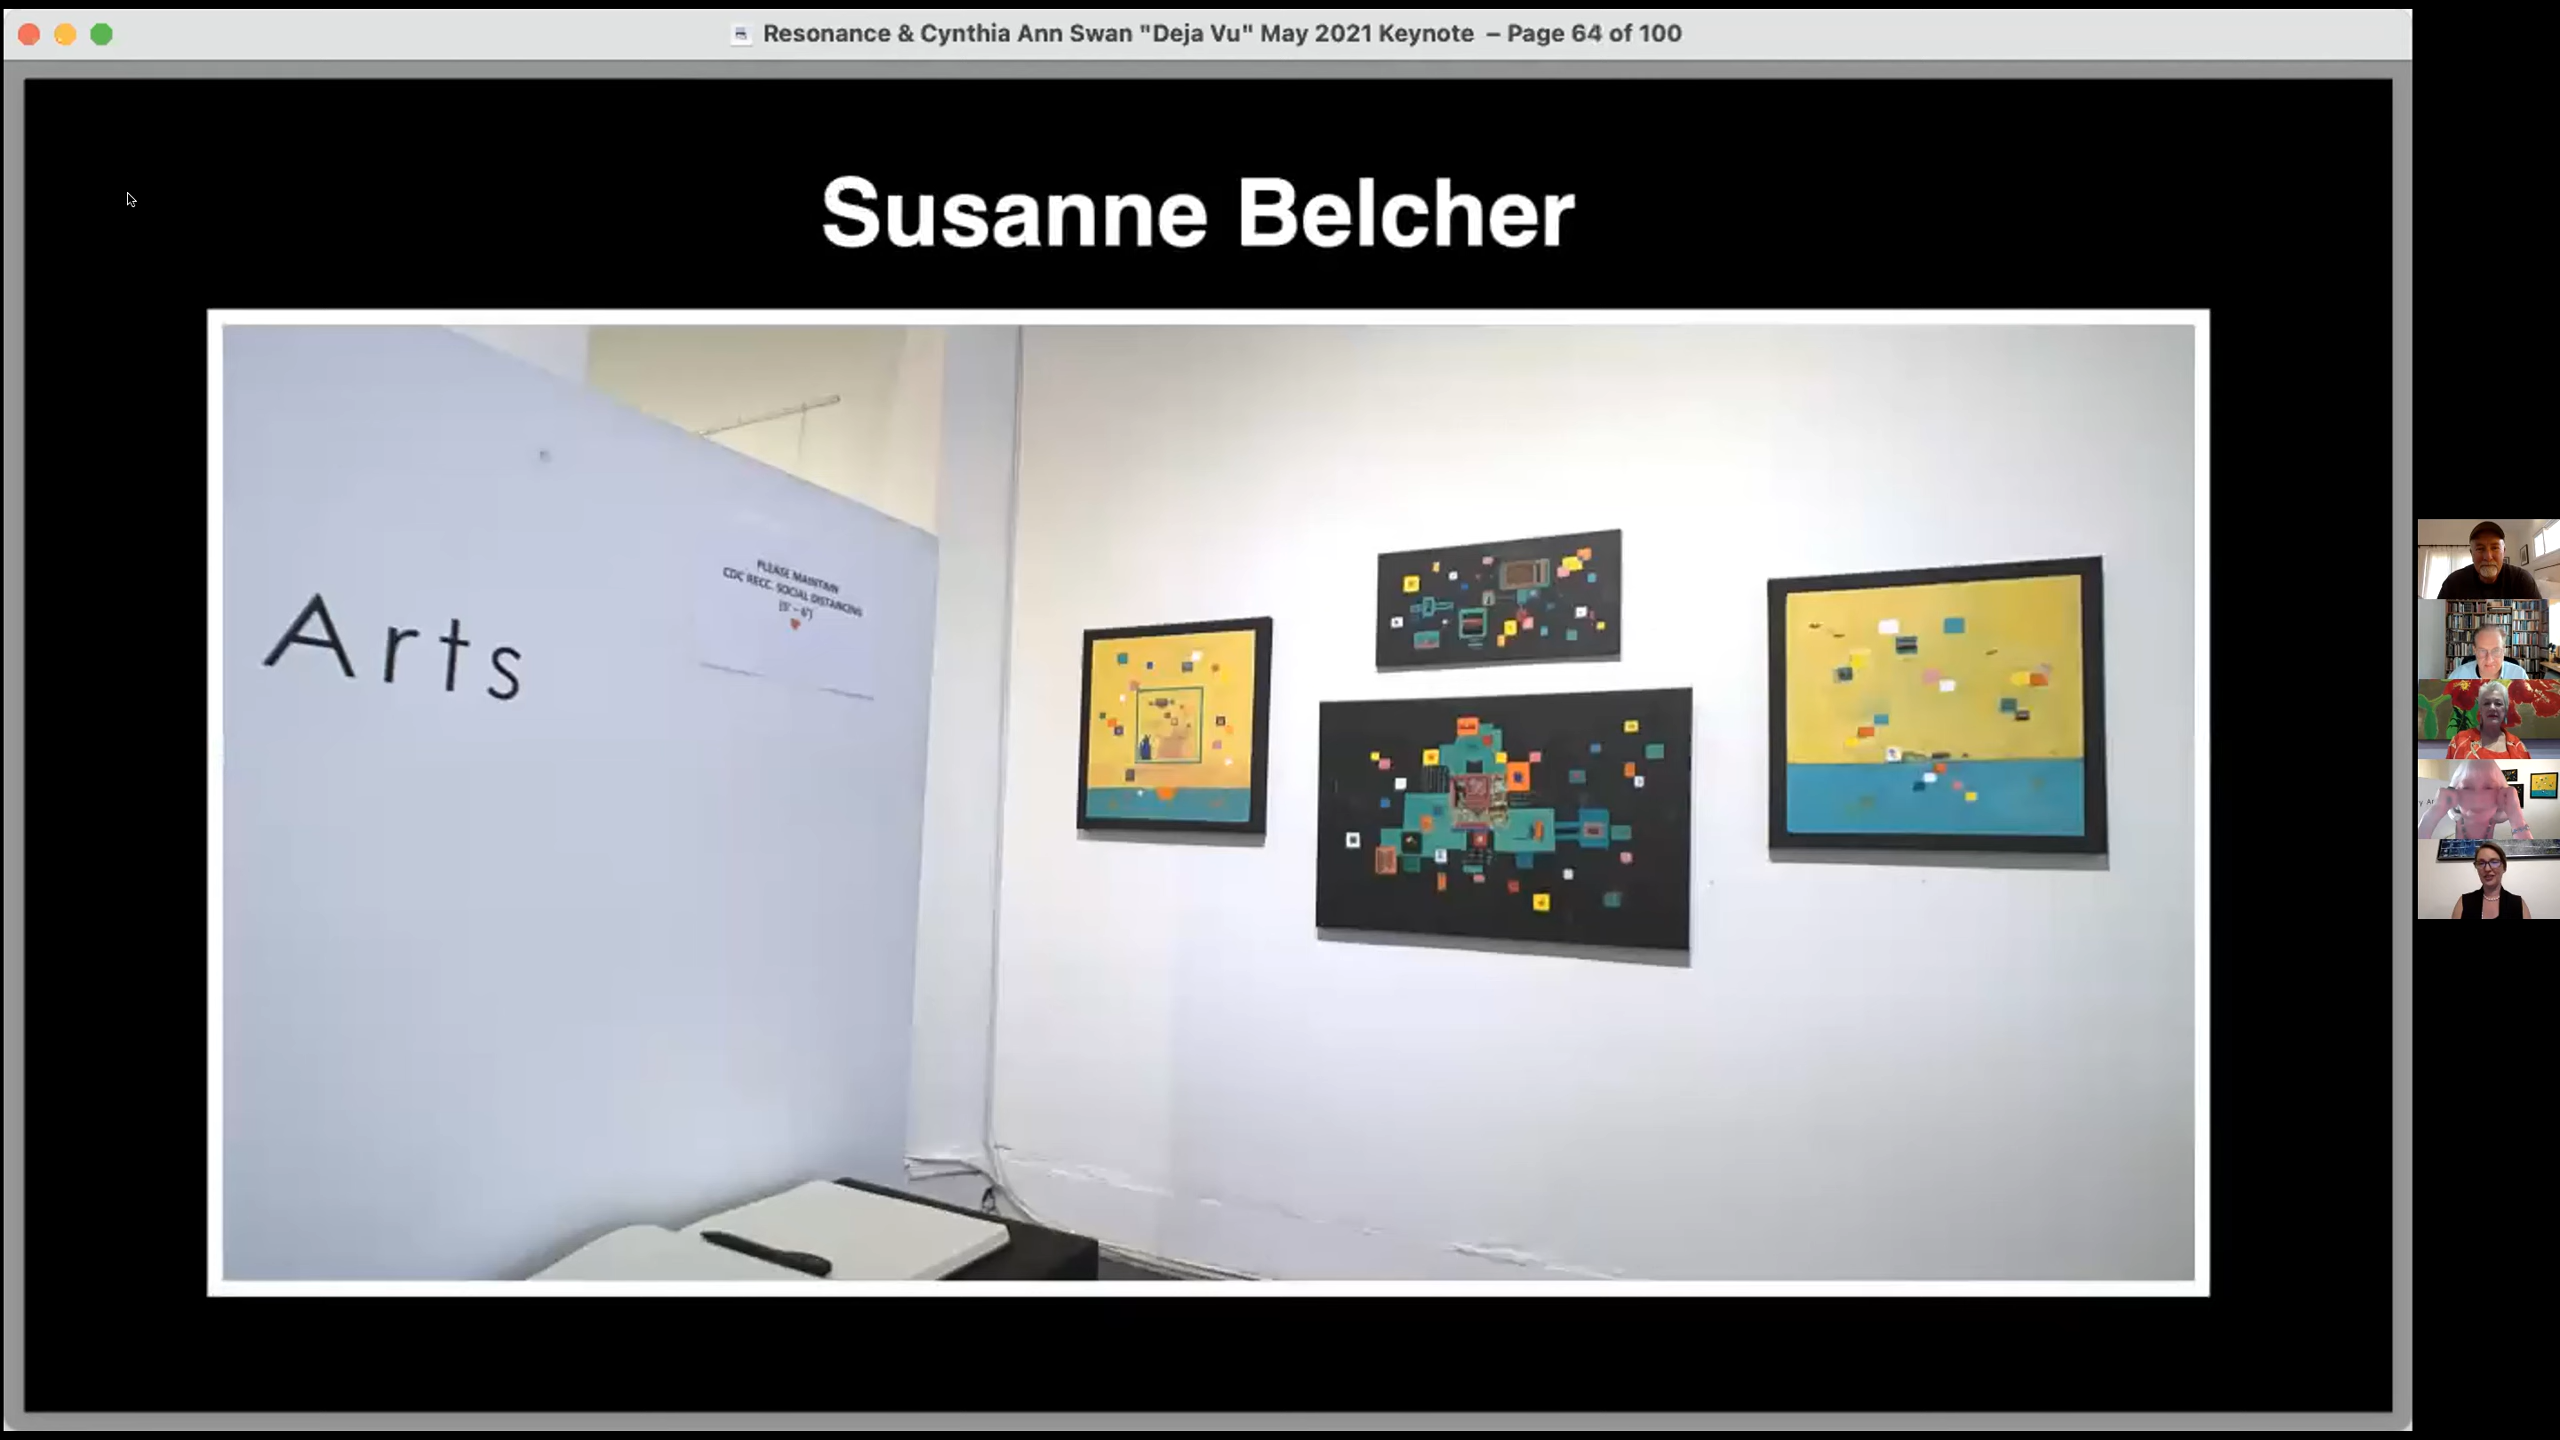 Resonance & Cynthia Ann Swan "Deja Vu" May 2021 Keynote – Page 64 of 100
Susanne Belcher
Arts
PLEASE MAINTAIN
CDC RECC. SOCIAL DISTANCING